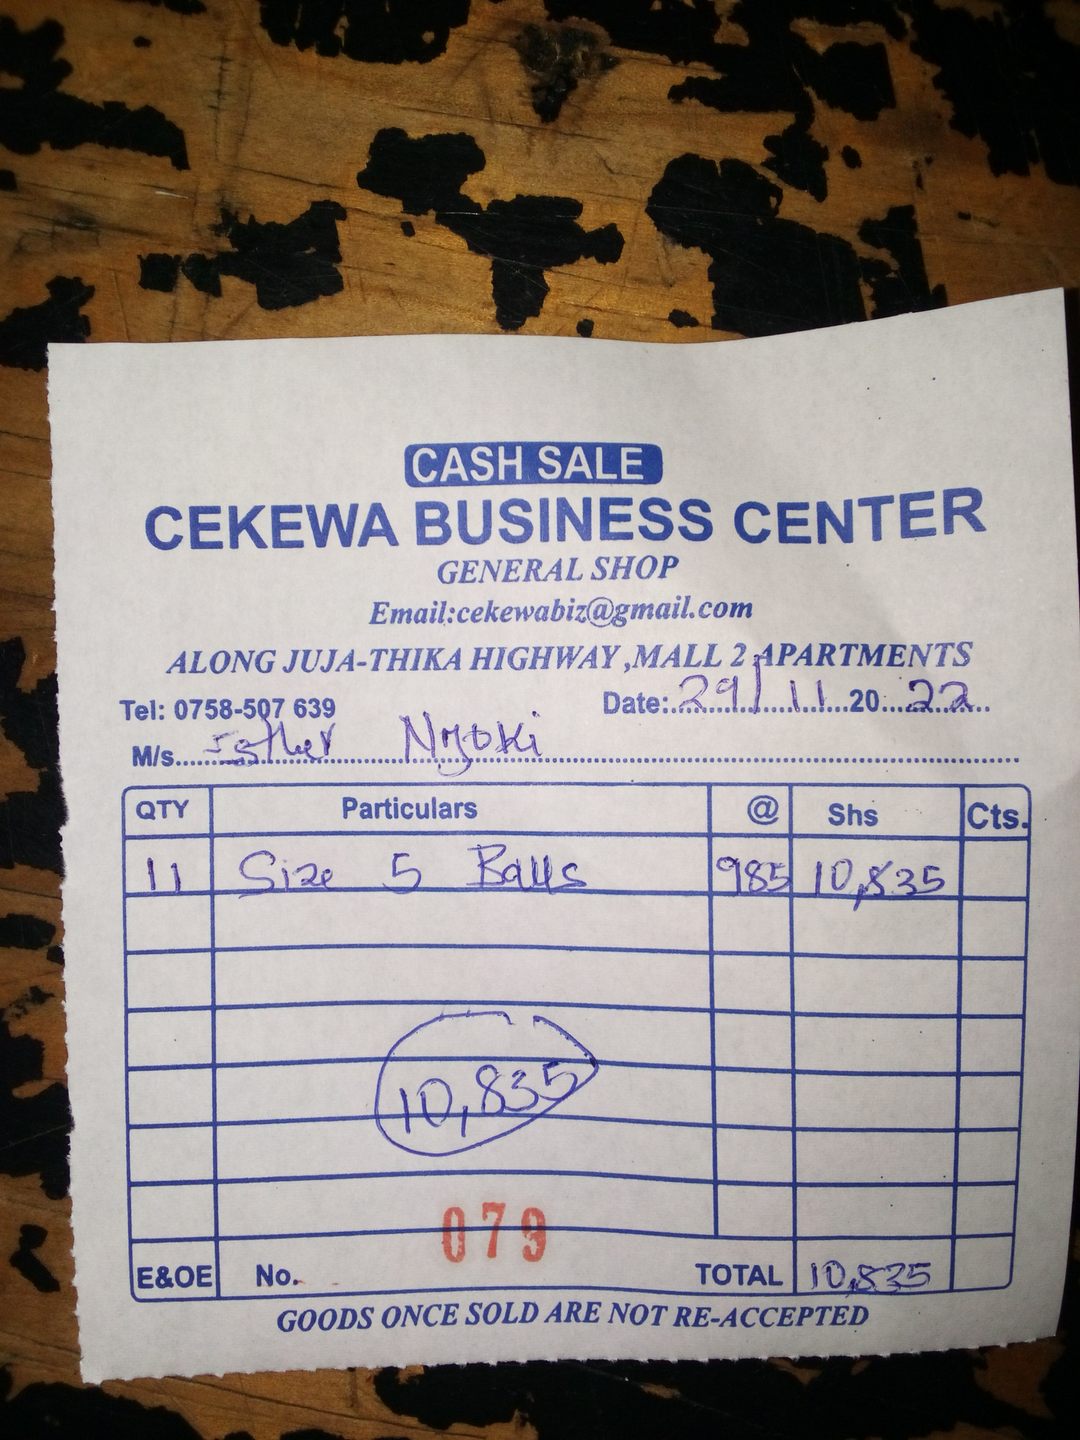 CASH SALE
CEKEWA BUSINESS CENTER
GENERAL SHOP
Email:cekewabiz@gmail.com
ALONG JUJA-THIKA HIGHWAY ,MALL 2 APARTMENTS
Tel: 0758-507 639 Date:..29/11..20..22..
M/s....Esther Njoki....
QTY Particulars @ Shs Cts.
11 Size 5 Balls 985 10,835
10,835
079
E&OE No. TOTAL 10,835
GOODS ONCE SOLD ARE NOT RE-ACCEPTED